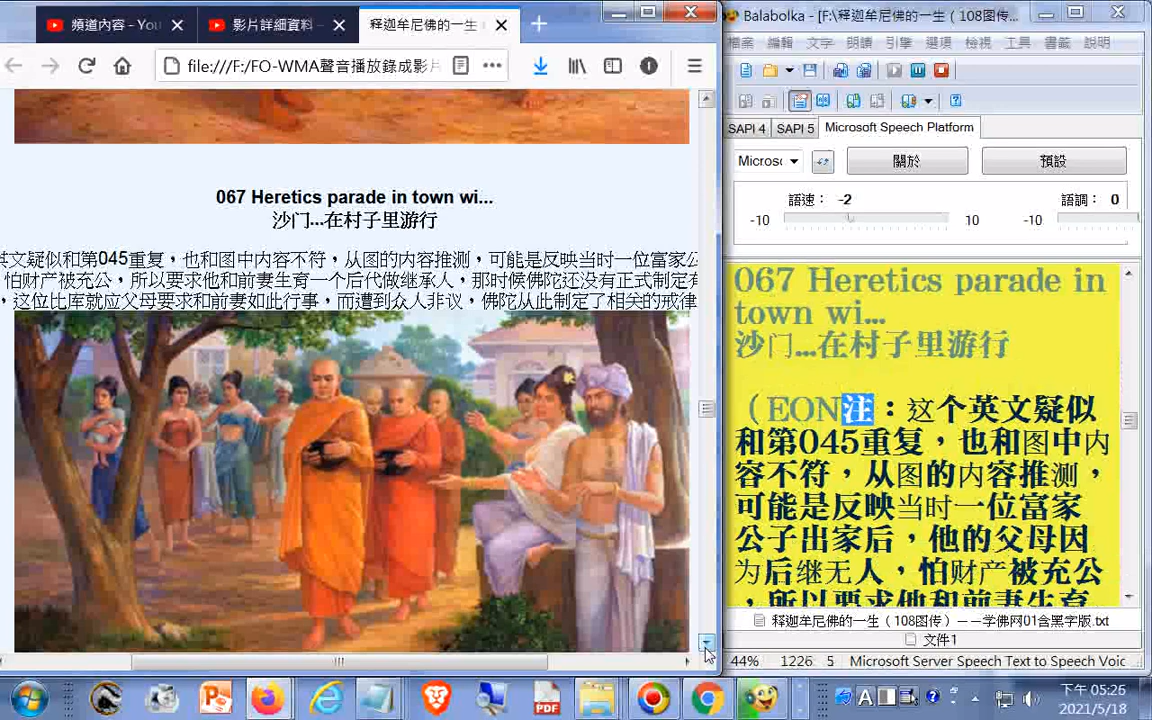 頻道內容 - You
影片詳細資料 -
释迦牟尼佛的一生
file:///F:/FO-WMA聲音播放錄成影片
067 Heretics parade in town wi...
沙门...在村子里游行
英文疑似和第045重复，也和图中内容不符，从图的内容推测，可能是反映当时一位富家公
怕财产被充公，所以要求他和前妻生育一个后代做继承人，那时候佛陀还没有正式制定有
，这位比库就应父母要求和前妻如此行事，而遭到众人非议，佛陀从此制定了相关的戒律
Balabolka - [F:\释迦牟尼佛的一生（108图传）...
檔案 編輯 文字 朗讀 引擎 選項 檢視 工具 書籤 說明
SAPI 4 SAPI 5 Microsoft Speech Platform
Micros 關於 預設
語速： -2 語調： 0
-10 10 -10
067 Heretics parade in
town wi...
沙门...在村子里游行
（EON注：这个英文疑似
和第045重复，也和图中内
容不符，从图的内容推测，
可能是反映当时一位富家
公子出家后，他的父母因
为后继无人，怕财产被充公
，所以要求他和前妻生育
释迦牟尼佛的一生（108图传）——学佛网01含黑字版.txt
文件1
44% 1226 5 Microsoft Server Speech Text to Speech Voic
PDF
下午 05:26
2021/5/18